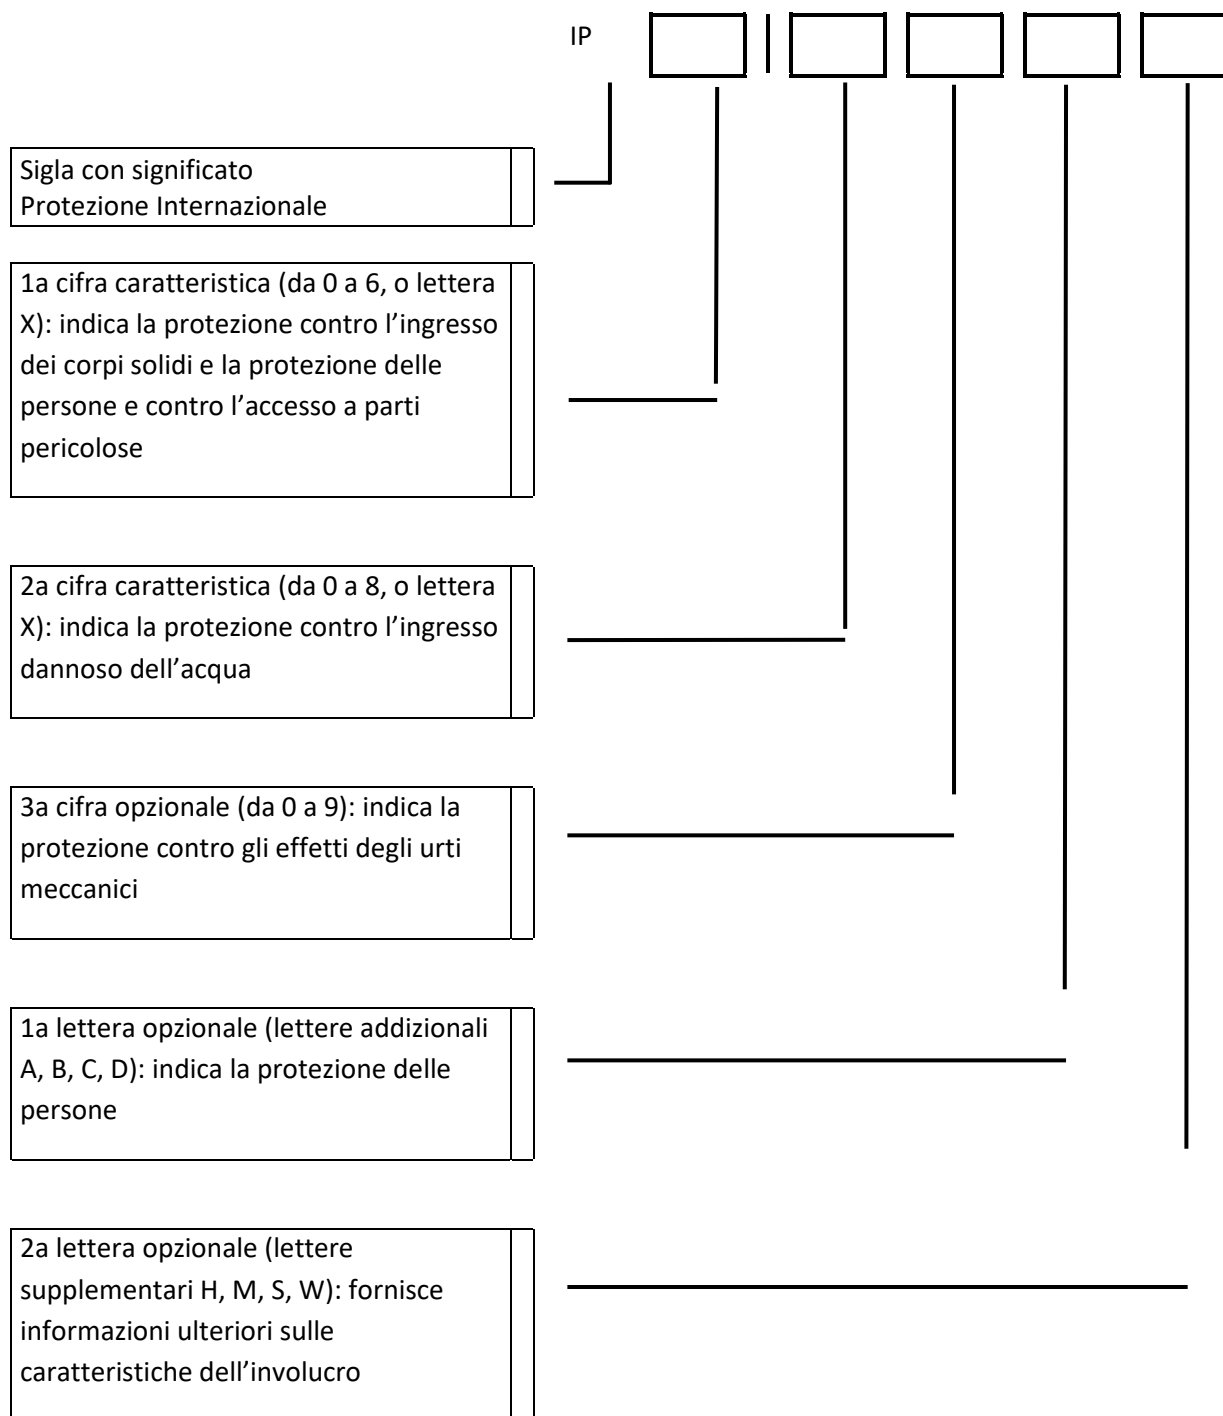 IP
Sigla con significato
Protezione Internazionale
1a cifra caratteristica (da 0 a 6, o lettera
X): indica la protezione contro l’ingresso
dei corpi solidi e la protezione delle
persone e contro l’accesso a parti
pericolose
2a cifra caratteristica (da 0 a 8, o lettera
X): indica la protezione contro l’ingresso
dannoso dell’acqua
3a cifra opzionale (da 0 a 9): indica la
protezione contro gli effetti degli urti
meccanici
1a lettera opzionale (lettere addizionali
A, B, C, D): indica la protezione delle
persone
2a lettera opzionale (lettere
supplementari H, M, S, W): fornisce
informazioni ulteriori sulle
caratteristiche dell’involucro